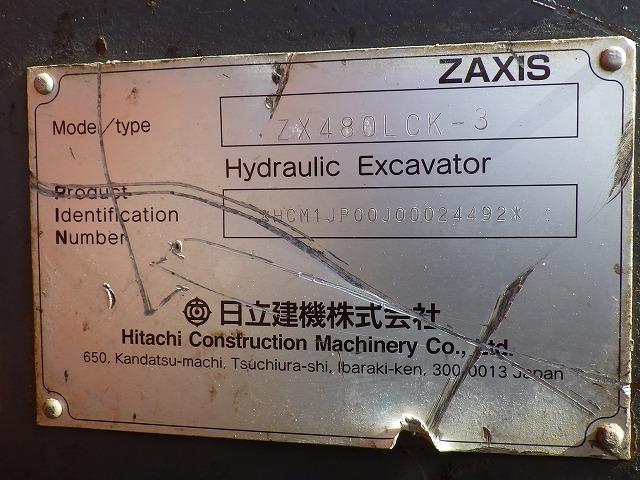 ZAXIS
Model/type
ZX480LCK-3
Hydraulic Excavator
Product
Identification
Number
*HCM1JP00J00024492*
日立建機株式会社
Hitachi Construction Machinery Co., Ltd.
650, Kandatsu-machi, Tsuchiura-shi, Ibaraki-ken, 300-0013 Japan